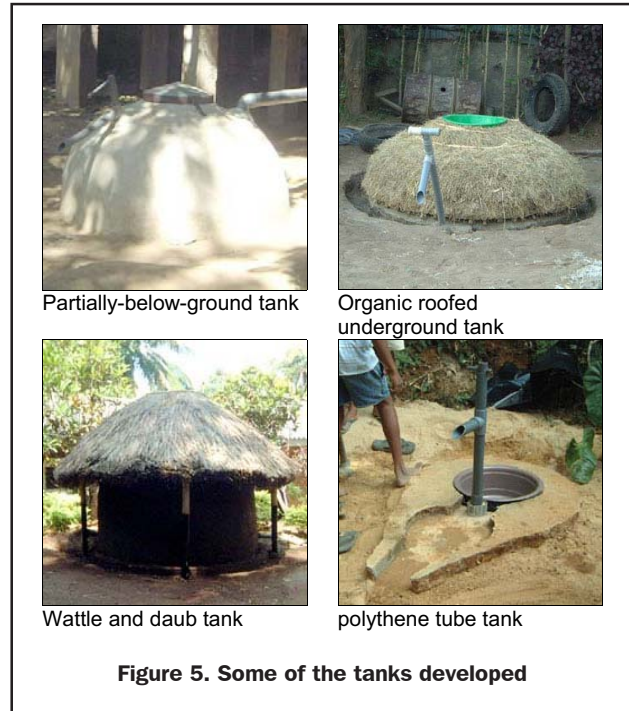 Partially-below-ground tank
Organic roofed
underground tank
Wattle and daub tank
polythene tube tank
Figure 5. Some of the tanks developed